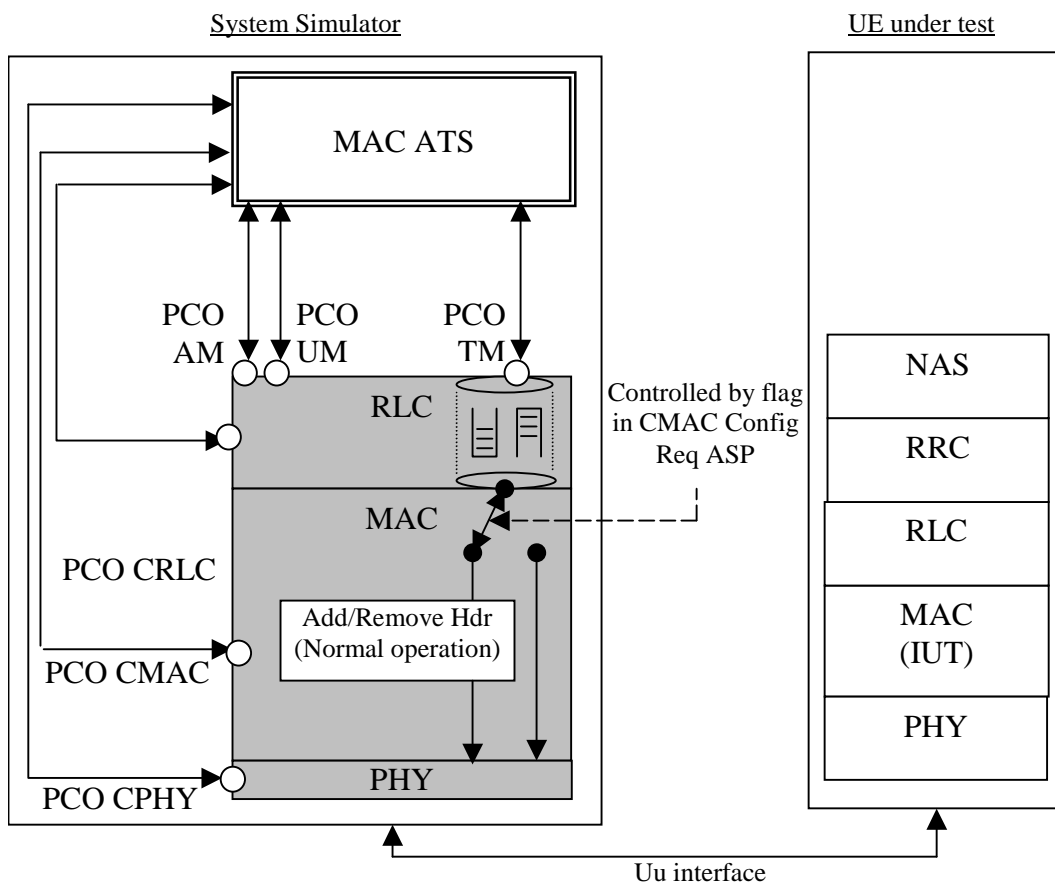 System Simulator
UE under test
MAC ATS
PCO
AM
PCO
UM
PCO
TM
RLC
Controlled by flag
in CMAC Config
Req ASP
MAC
PCO CRLC
Add/Remove Hdr
(Normal operation)
PCO CMAC
PHY
PCO CPHY
NAS
RRC
RLC
MAC
(IUT)
PHY
Uu interface